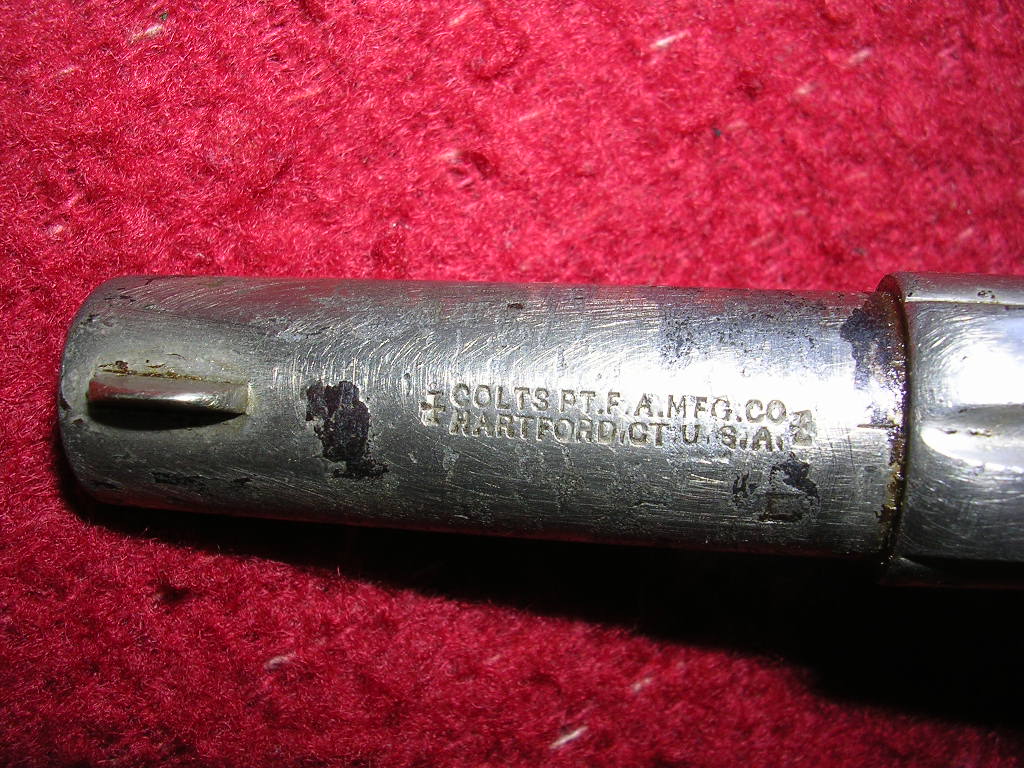 COLTS PT. F. A. MFG. CO.
HARTFORD CT U.S.A.